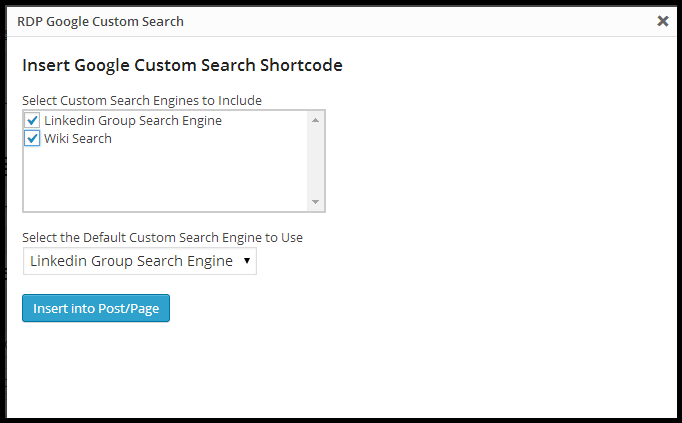 RDP Google Custom Search
Insert Google Custom Search Shortcode
Select Custom Search Engines to Include
Linkedin Group Search Engine
Wiki Search
Select the Default Custom Search Engine to Use
Linkedin Group Search Engine
Insert into Post/Page